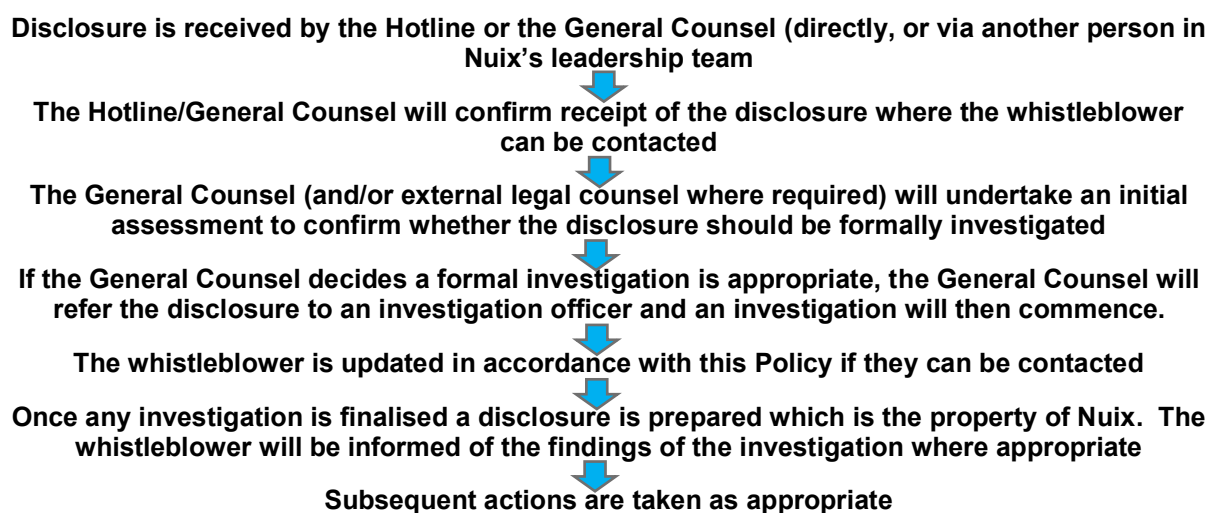 Disclosure is received by the Hotline or the General Counsel (directly, or via another person in
Nuix's leadership team
The Hotline/General Counsel will confirm receipt of the disclosure where the whistleblower
can be contacted
The General Counsel (and/or external legal counsel where required) will undertake an initial
assessment to confirm whether the disclosure should be formally investigated
If the General Counsel decides a formal investigation is appropriate, the General Counsel will
refer the disclosure to an investigation officer and an investigation will then commence.
The whistleblower is updated in accordance with this Policy if they can be contacted
Once any investigation is finalised a disclosure is prepared which is the property of Nuix.  The
whistleblower will be informed of the findings of the investigation where appropriate
Subsequent actions are taken as appropriate